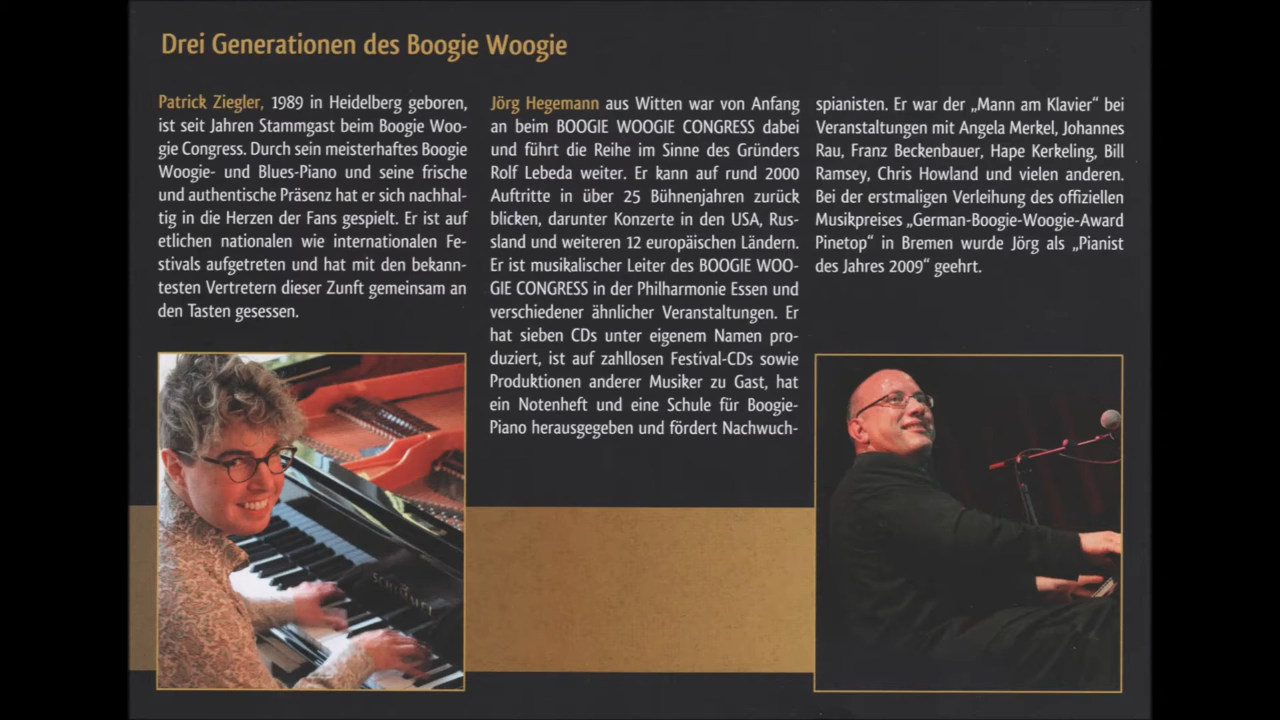 Drei Generationen des Boogie Woogie
Patrick Ziegler, 1989 in Heidelberg geboren,
ist seit Jahren Stammgast beim Boogie Woo-
gie Congress. Durch sein meisterhaftes Boogie
Woogie- und Blues-Piano und seine frische
und authentische Präsenz hat er sich nachhal-
tig in die Herzen der Fans gespielt. Er ist auf
etlichen nationalen wie internationalen Fe-
stivals aufgetreten und hat mit den bekann-
testen Vertretern dieser Zunft gemeinsam an
den Tasten gesessen.
Jörg Hegemann aus Witten war von Anfang
an beim BOOGIE WOOGIE CONGRESS dabei
und führt die Reihe im Sinne des Gründers
Rolf Lebeda weiter. Er kann auf rund 2000
Auftritte in über 25 Bühnenjahren zurück
blicken, darunter Konzerte in den USA, Rus-
sland und weiteren 12 europäischen Ländern.
Er ist musikalischer Leiter des BOOGIE WOO-
GIE CONGRESS in der Philharmonie Essen und
verschiedener ähnlicher Veranstaltungen. Er
hat sieben CDs unter eigenem Namen pro-
duziert, ist auf zahllosen Festival-CDs sowie
Produktionen anderer Musiker zu Gast, hat
ein Notenheft und eine Schule für Boogie-
Piano herausgegeben und fördert Nachwuch-
spianisten. Er war der „Mann am Klavier“ bei
Veranstaltungen mit Angela Merkel, Johannes
Rau, Franz Beckenbauer, Hape Kerkeling, Bill
Ramsey, Chris Howland und vielen anderen.
Bei der erstmaligen Verleihung des offiziellen
Musikpreises „German-Boogie-Woogie-Award
Pinetop“ in Bremen wurde Jörg als „Pianist
des Jahres 2009“ geehrt.
SCHIMMEL